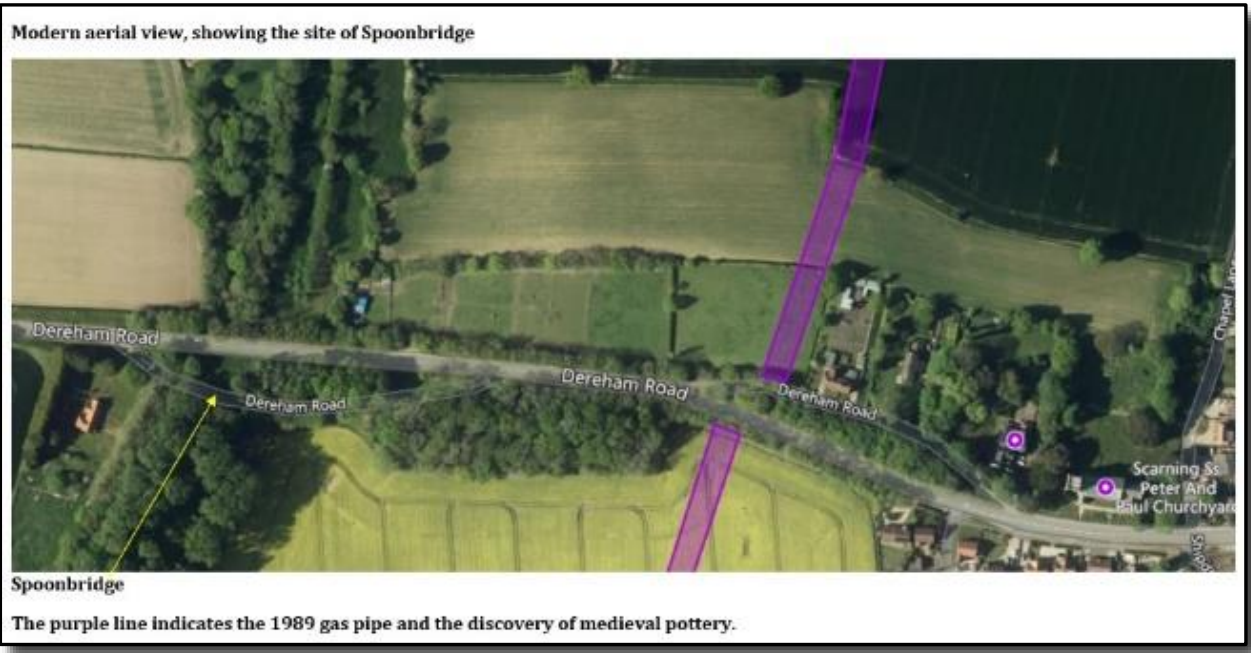 Modern aerial view, showing the site of Spoonbridge
Dereham Road
Dereham Road
Dereham Road
Dereham Road
Chapel Lane
Scarning Ss
Peter And
Paul Churchyard
Spoonbridge
The purple line indicates the 1989 gas pipe and the discovery of medieval pottery.